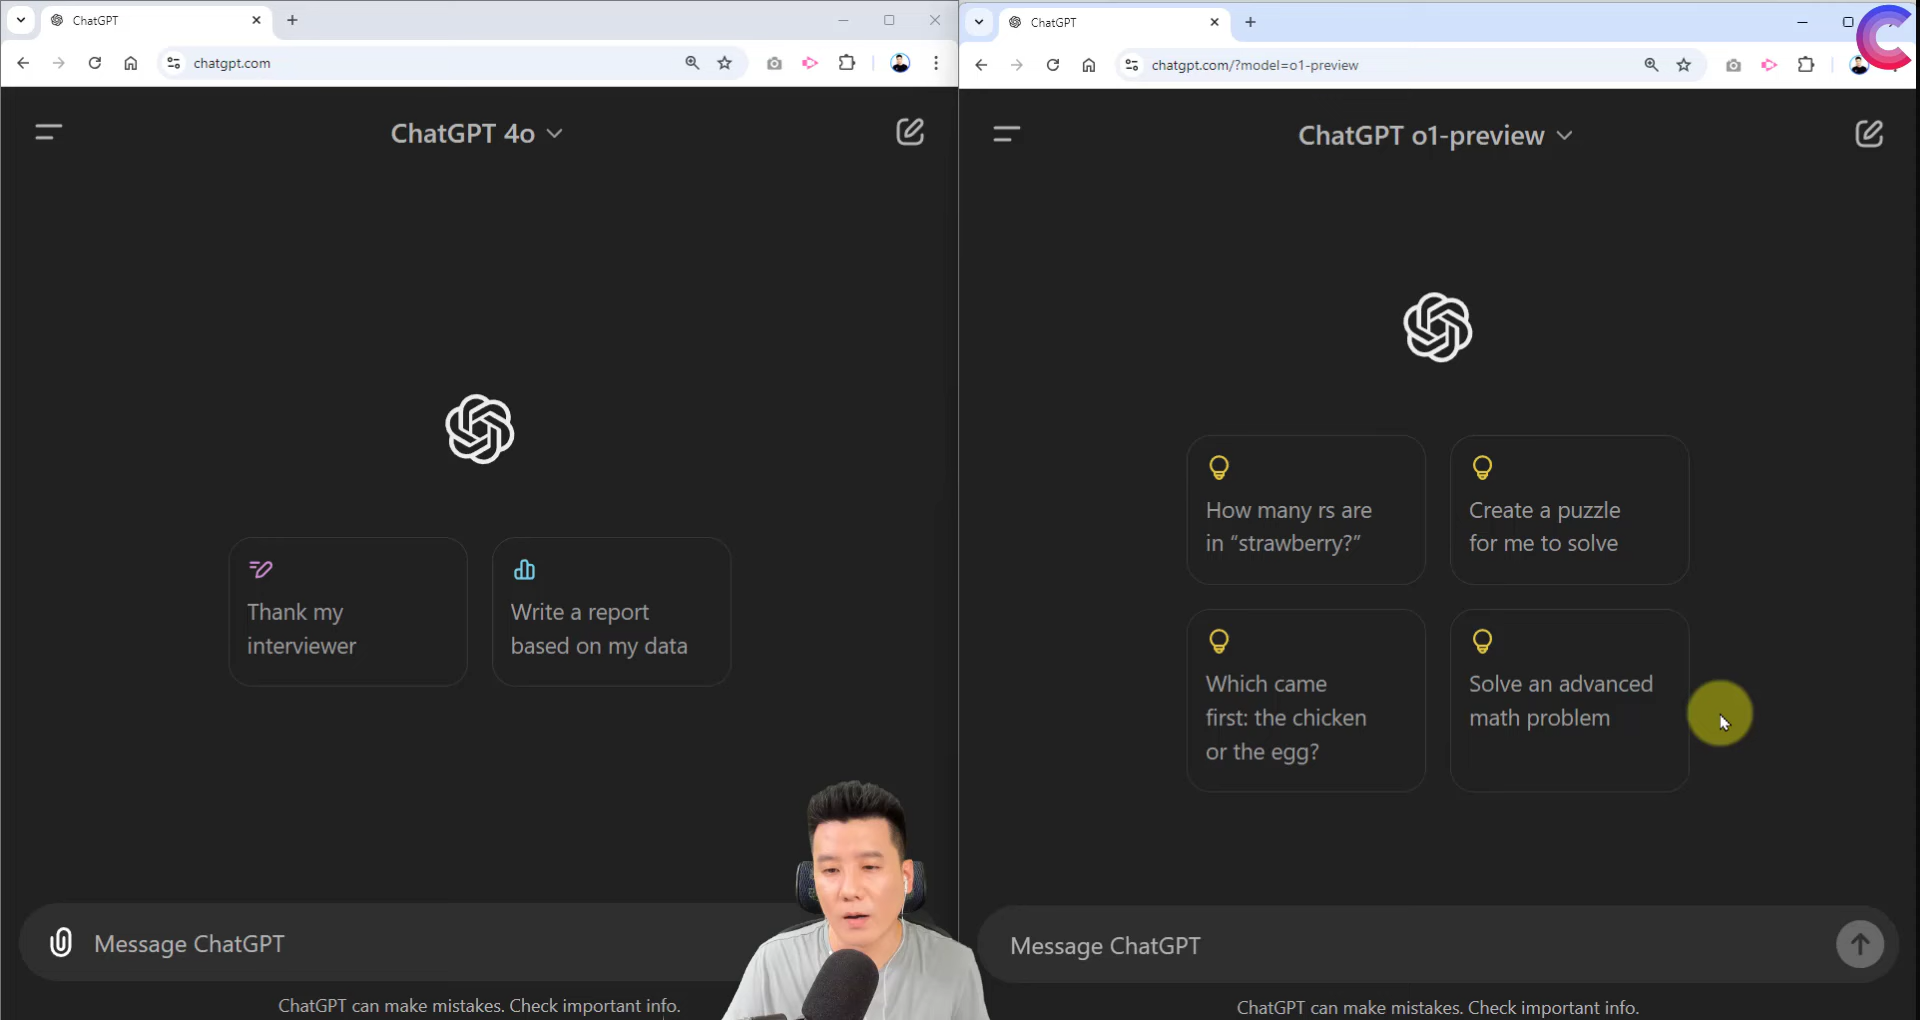 ChatGPT
chatgpt.com
ChatGPT 4o
Thank my
interviewer
Write a report
based on my data
Message ChatGPT
ChatGPT can make mistakes. Check important info.
ChatGPT
chatgpt.com/?model=o1-preview
ChatGPT o1-preview
How many rs are
in “strawberry?”
Create a puzzle
for me to solve
Which came
first: the chicken
or the egg?
Solve an advanced
math problem
Message ChatGPT
ChatGPT can make mistakes. Check important info.